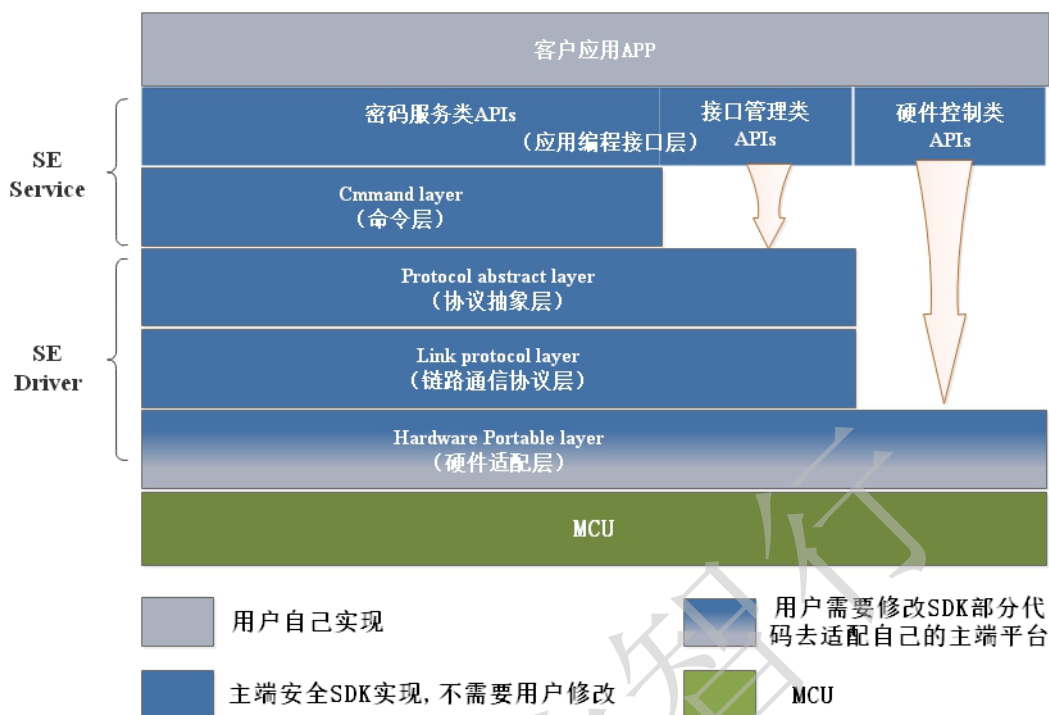 客户应用APP
密码服务类APIs
（应用编程接口层）
接口管理类
APIs
硬件控制类
APIs
SE
Service
Cmmand layer
（命令层）
Protocol abstract layer
（协议抽象层）
SE
Driver
Link protocol layer
（链路通信协议层）
Hardware Portable layer
（硬件适配层）
MCU
用户自己实现
用户需要修改SDK部分代
码去适配自己的主端平台
主端安全SDK实现,不需要用户修改
MCU
智行